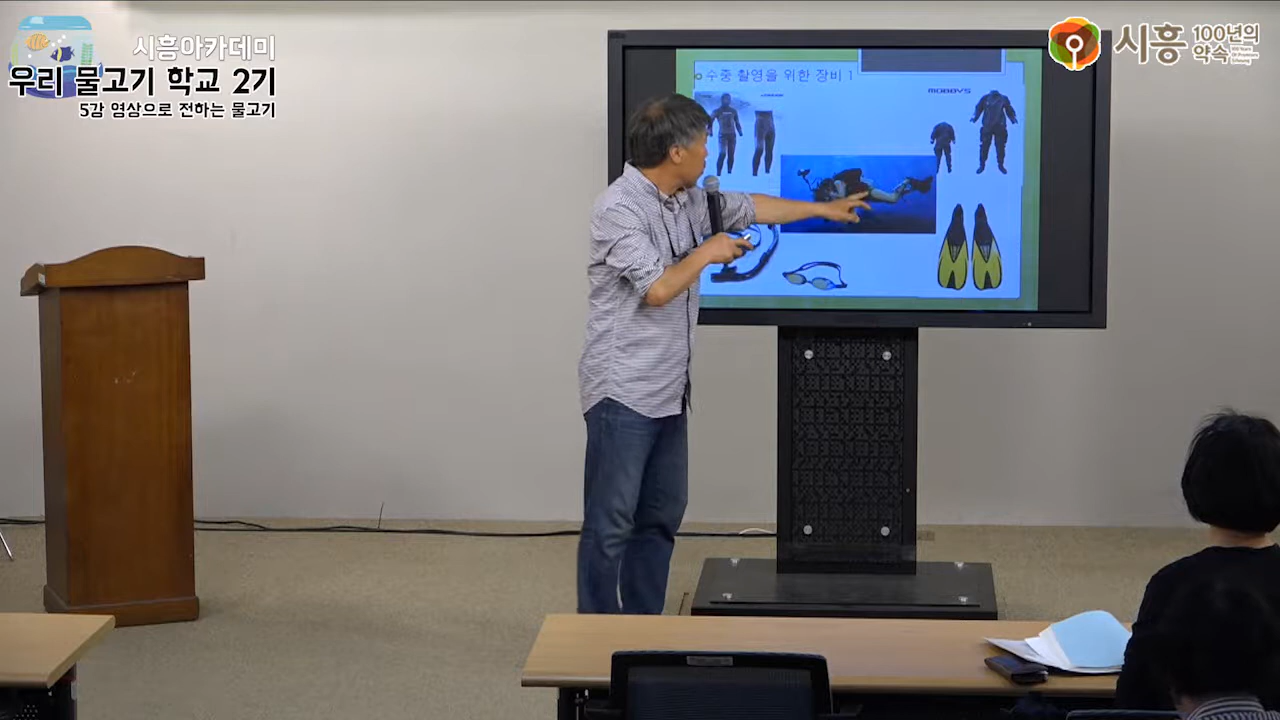 시흥아카데미
우리 물고기 학교 2기
5강 영상으로 전하는 물고기
시흥 100년의
약속
수중 촬영을 위한 장비 1
MOBBY'S